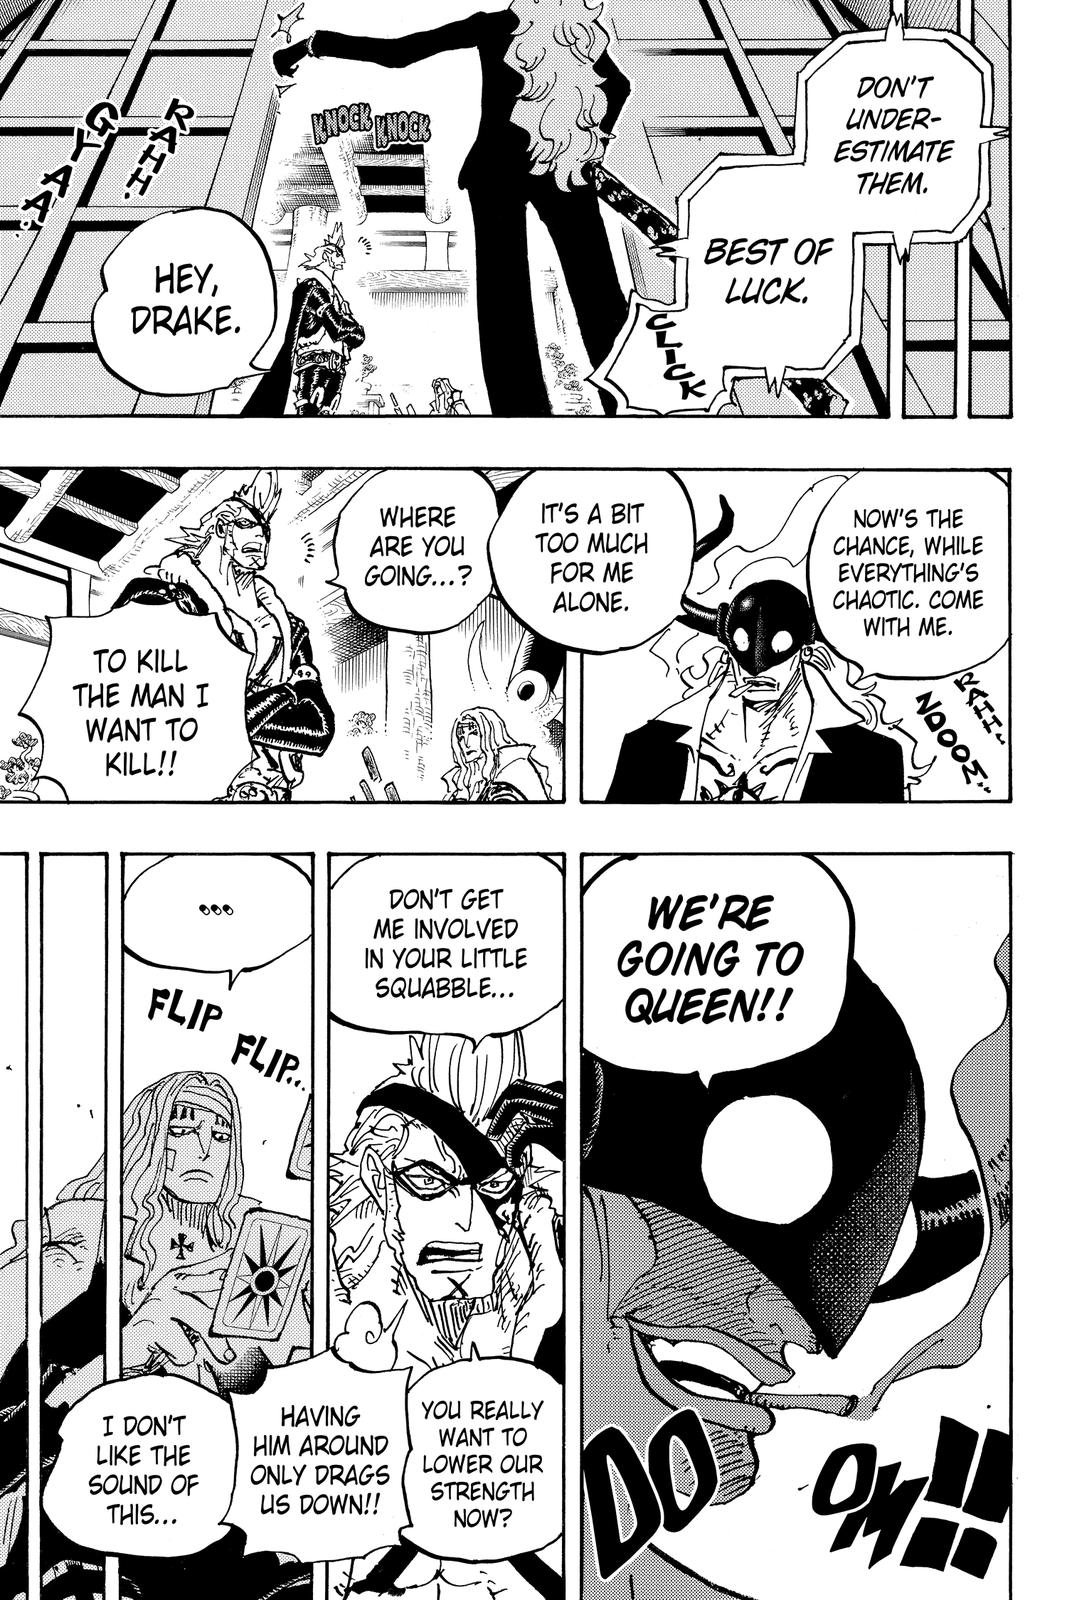 DON'T
UNDER-
ESTIMATE
THEM.
BEST OF
LUCK.
CLICK
KNOCK KNOCK
RAHH.
GYAA..
HEY,
DRAKE.
NOW'S THE
CHANCE, WHILE
EVERYTHING'S
CHAOTIC. COME
WITH ME.
RAHH..
ZDOOM..
IT'S A BIT
TOO MUCH
FOR ME
ALONE.
WHERE
ARE YOU
GOING...?
TO KILL
THE MAN I
WANT TO
KILL!!
WE'RE
GOING TO
QUEEN!!
DOOM!!
DON'T GET
ME INVOLVED
IN YOUR LITTLE
SQUABBLE...
YOU REALLY
WANT TO
LOWER OUR
STRENGTH
NOW?
HAVING
HIM AROUND
ONLY DRAGS
US DOWN!!
...
FLIP
FLIP...
I DON'T
LIKE THE
SOUND OF
THIS...